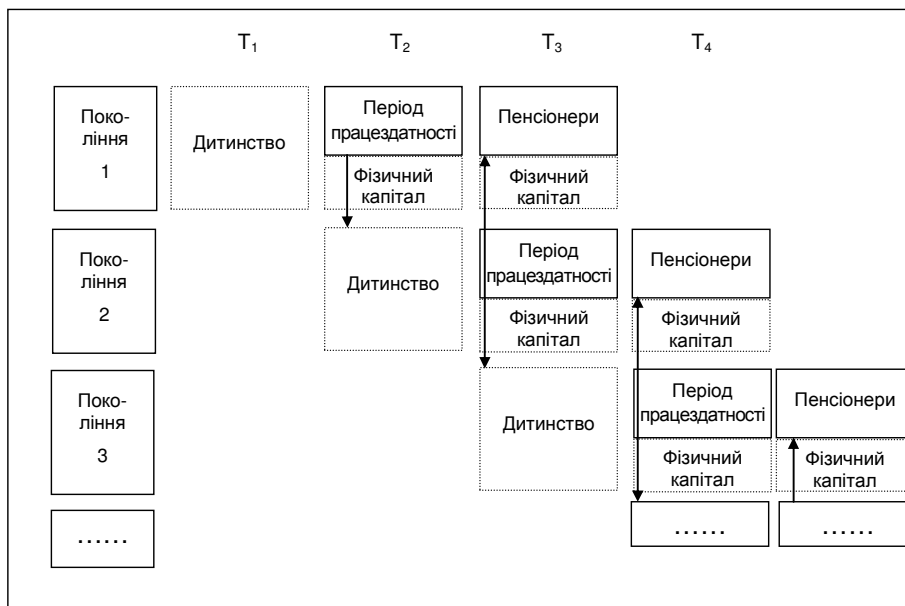 T₁ T₂ T₃ T₄
Поко-
ління
1
Дитинство
Період
працездатності
Фізичний
капітал
Пенсіонери
Фізичний
капітал
Поко-
ління
2
Дитинство
Період
працездатності
Фізичний
капітал
Пенсіонери
Фізичний
капітал
Поко-
ління
3
Дитинство
Період
працездатності
Фізичний
капітал
Пенсіонери
Фізичний
капітал
...... ...... ......